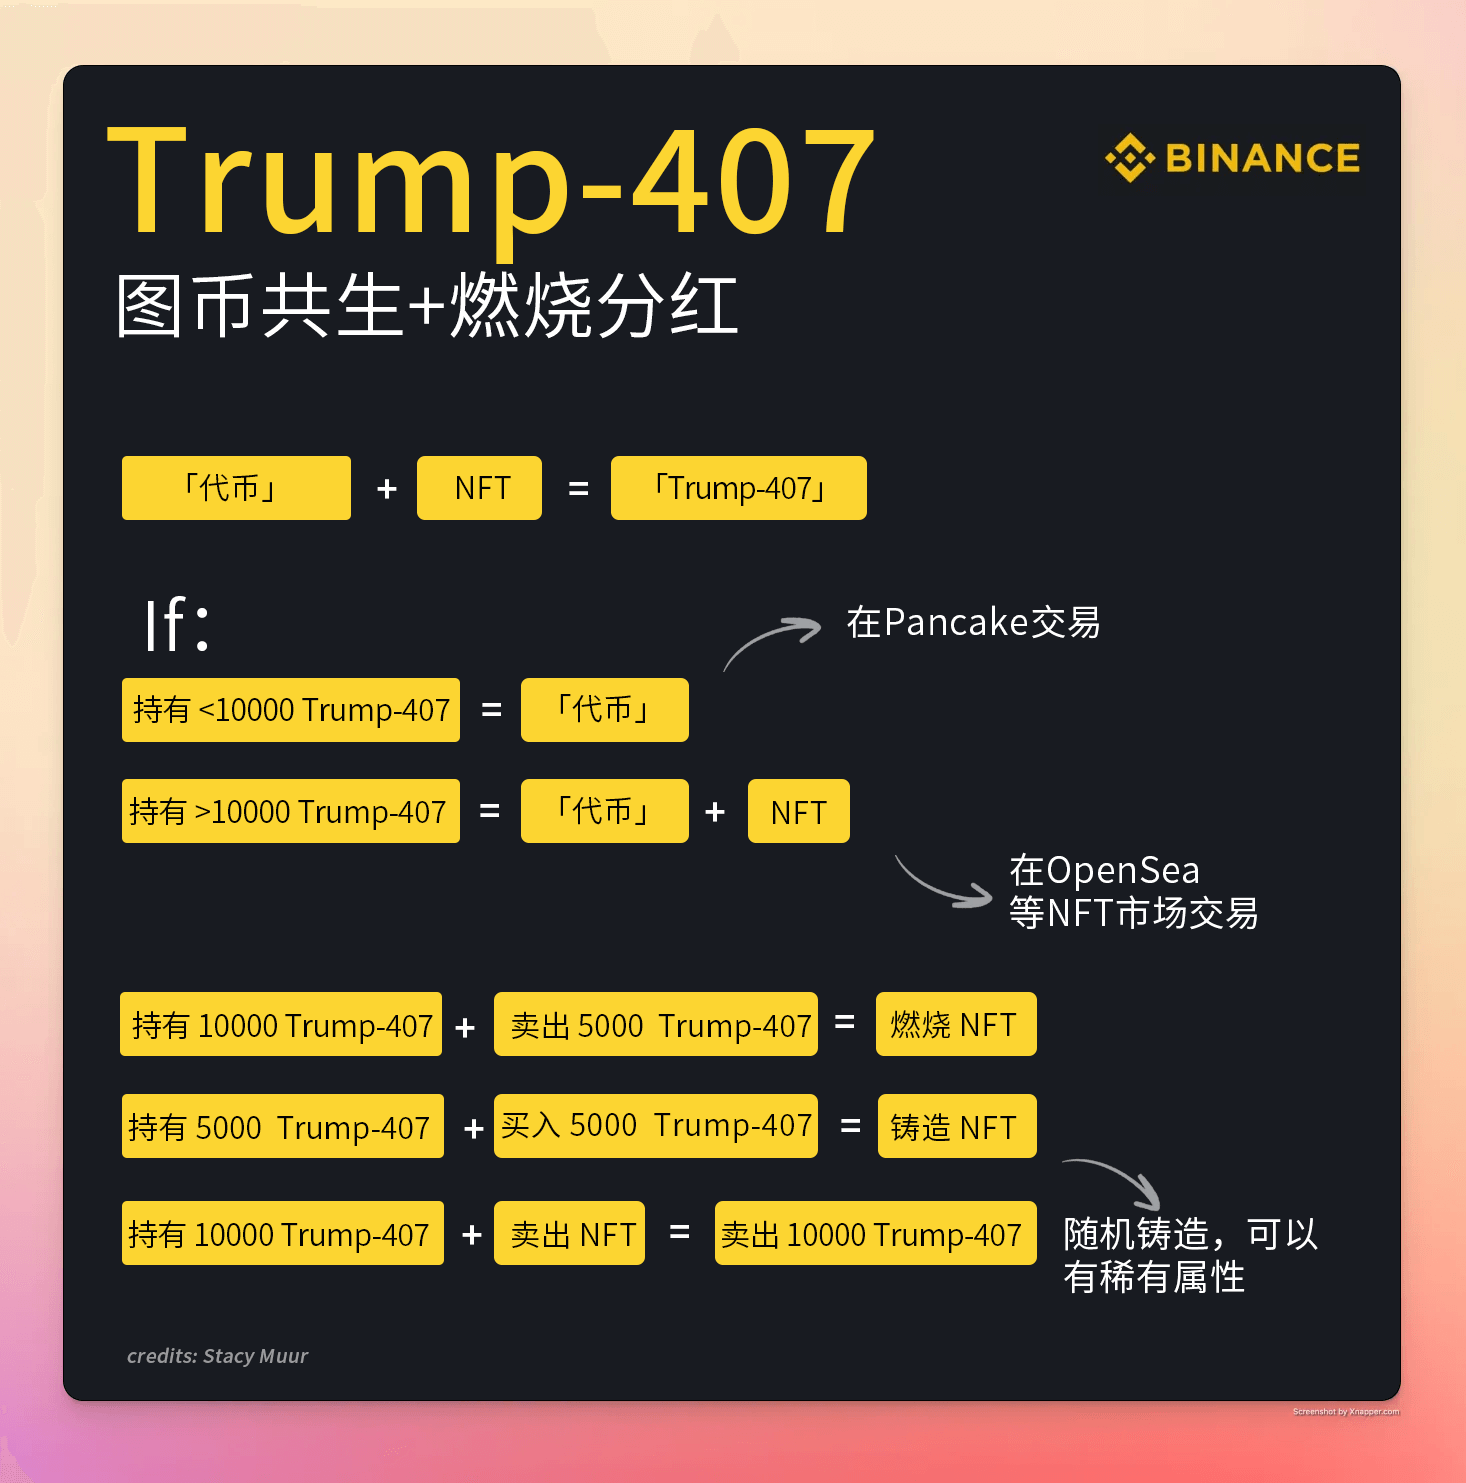 Trump-407
BINANCE
图币共生+燃烧分红
「代币」 + NFT = 「Trump-407」
If:
在Pancake交易
持有 <10000 Trump-407 = 「代币」
持有 >10000 Trump-407 = 「代币」 + NFT
在OpenSea
等NFT市场交易
持有 10000 Trump-407 + 卖出 5000 Trump-407 = 燃烧 NFT
持有 5000 Trump-407 + 买入 5000 Trump-407 = 铸造 NFT
持有 10000 Trump-407 + 卖出 NFT = 卖出 10000 Trump-407
随机铸造，可以
有稀有属性
credits: Stacy Muur
Screenshot by Xnapper.com